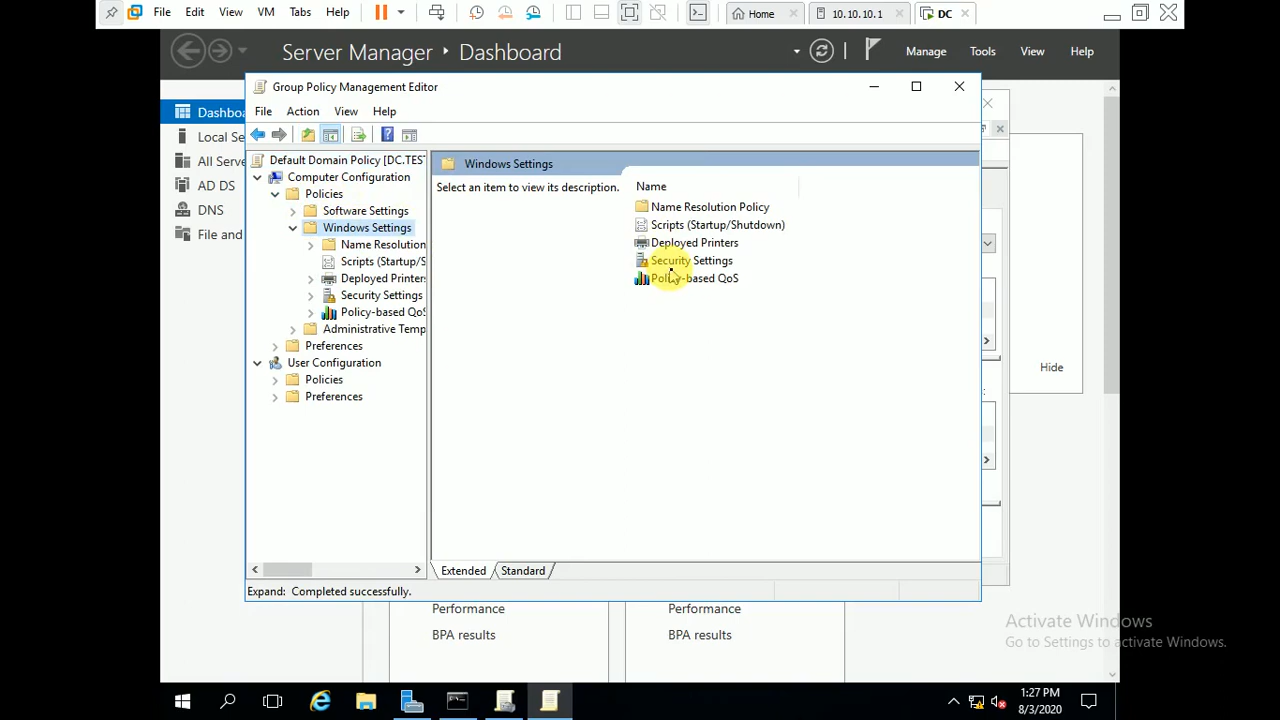 File Edit View VM Tabs Help Home 10.10.10.1 DC
Server Manager Dashboard Manage Tools View Help
Group Policy Management Editor
File Action View Help
Dashboa
Local Se
All Serve
AD DS
DNS
File and
Default Domain Policy [DC.TES
Computer Configuration
Policies
Software Settings
Windows Settings
Name Resolution
Scripts (Startup/S
Deployed Printers
Security Settings
Policy-based QoS
Administrative Temp
Preferences
User Configuration
Policies
Preferences
Windows Settings
Select an item to view its description.
Name
Name Resolution Policy
Scripts (Startup/Shutdown)
Deployed Printers
Security Settings
Policy-based QoS
Hide
Extended Standard
Expand: Completed successfully.
Performance Performance
BPA results BPA results
Activate Windows
Go to Settings to activate Windows.
1:27 PM
8/3/2020